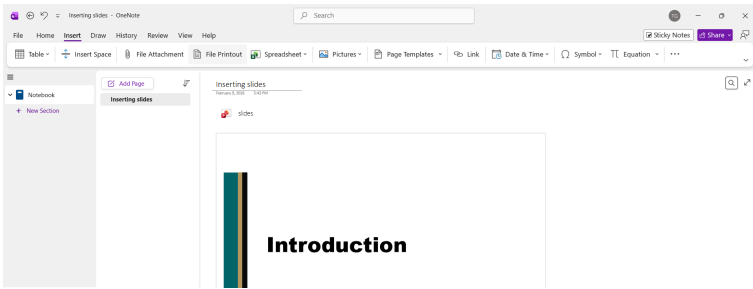 Inserting slides - OneNote
Search
TG
File Home Insert Draw History Review View Help
Sticky Notes Share
Table Insert Space File Attachment File Printout Spreadsheet Pictures Page Templates Link Date & Time Symbol Equation
Notebook
New Section
Add Page
Inserting slides
Inserting slides
slides
Introduction